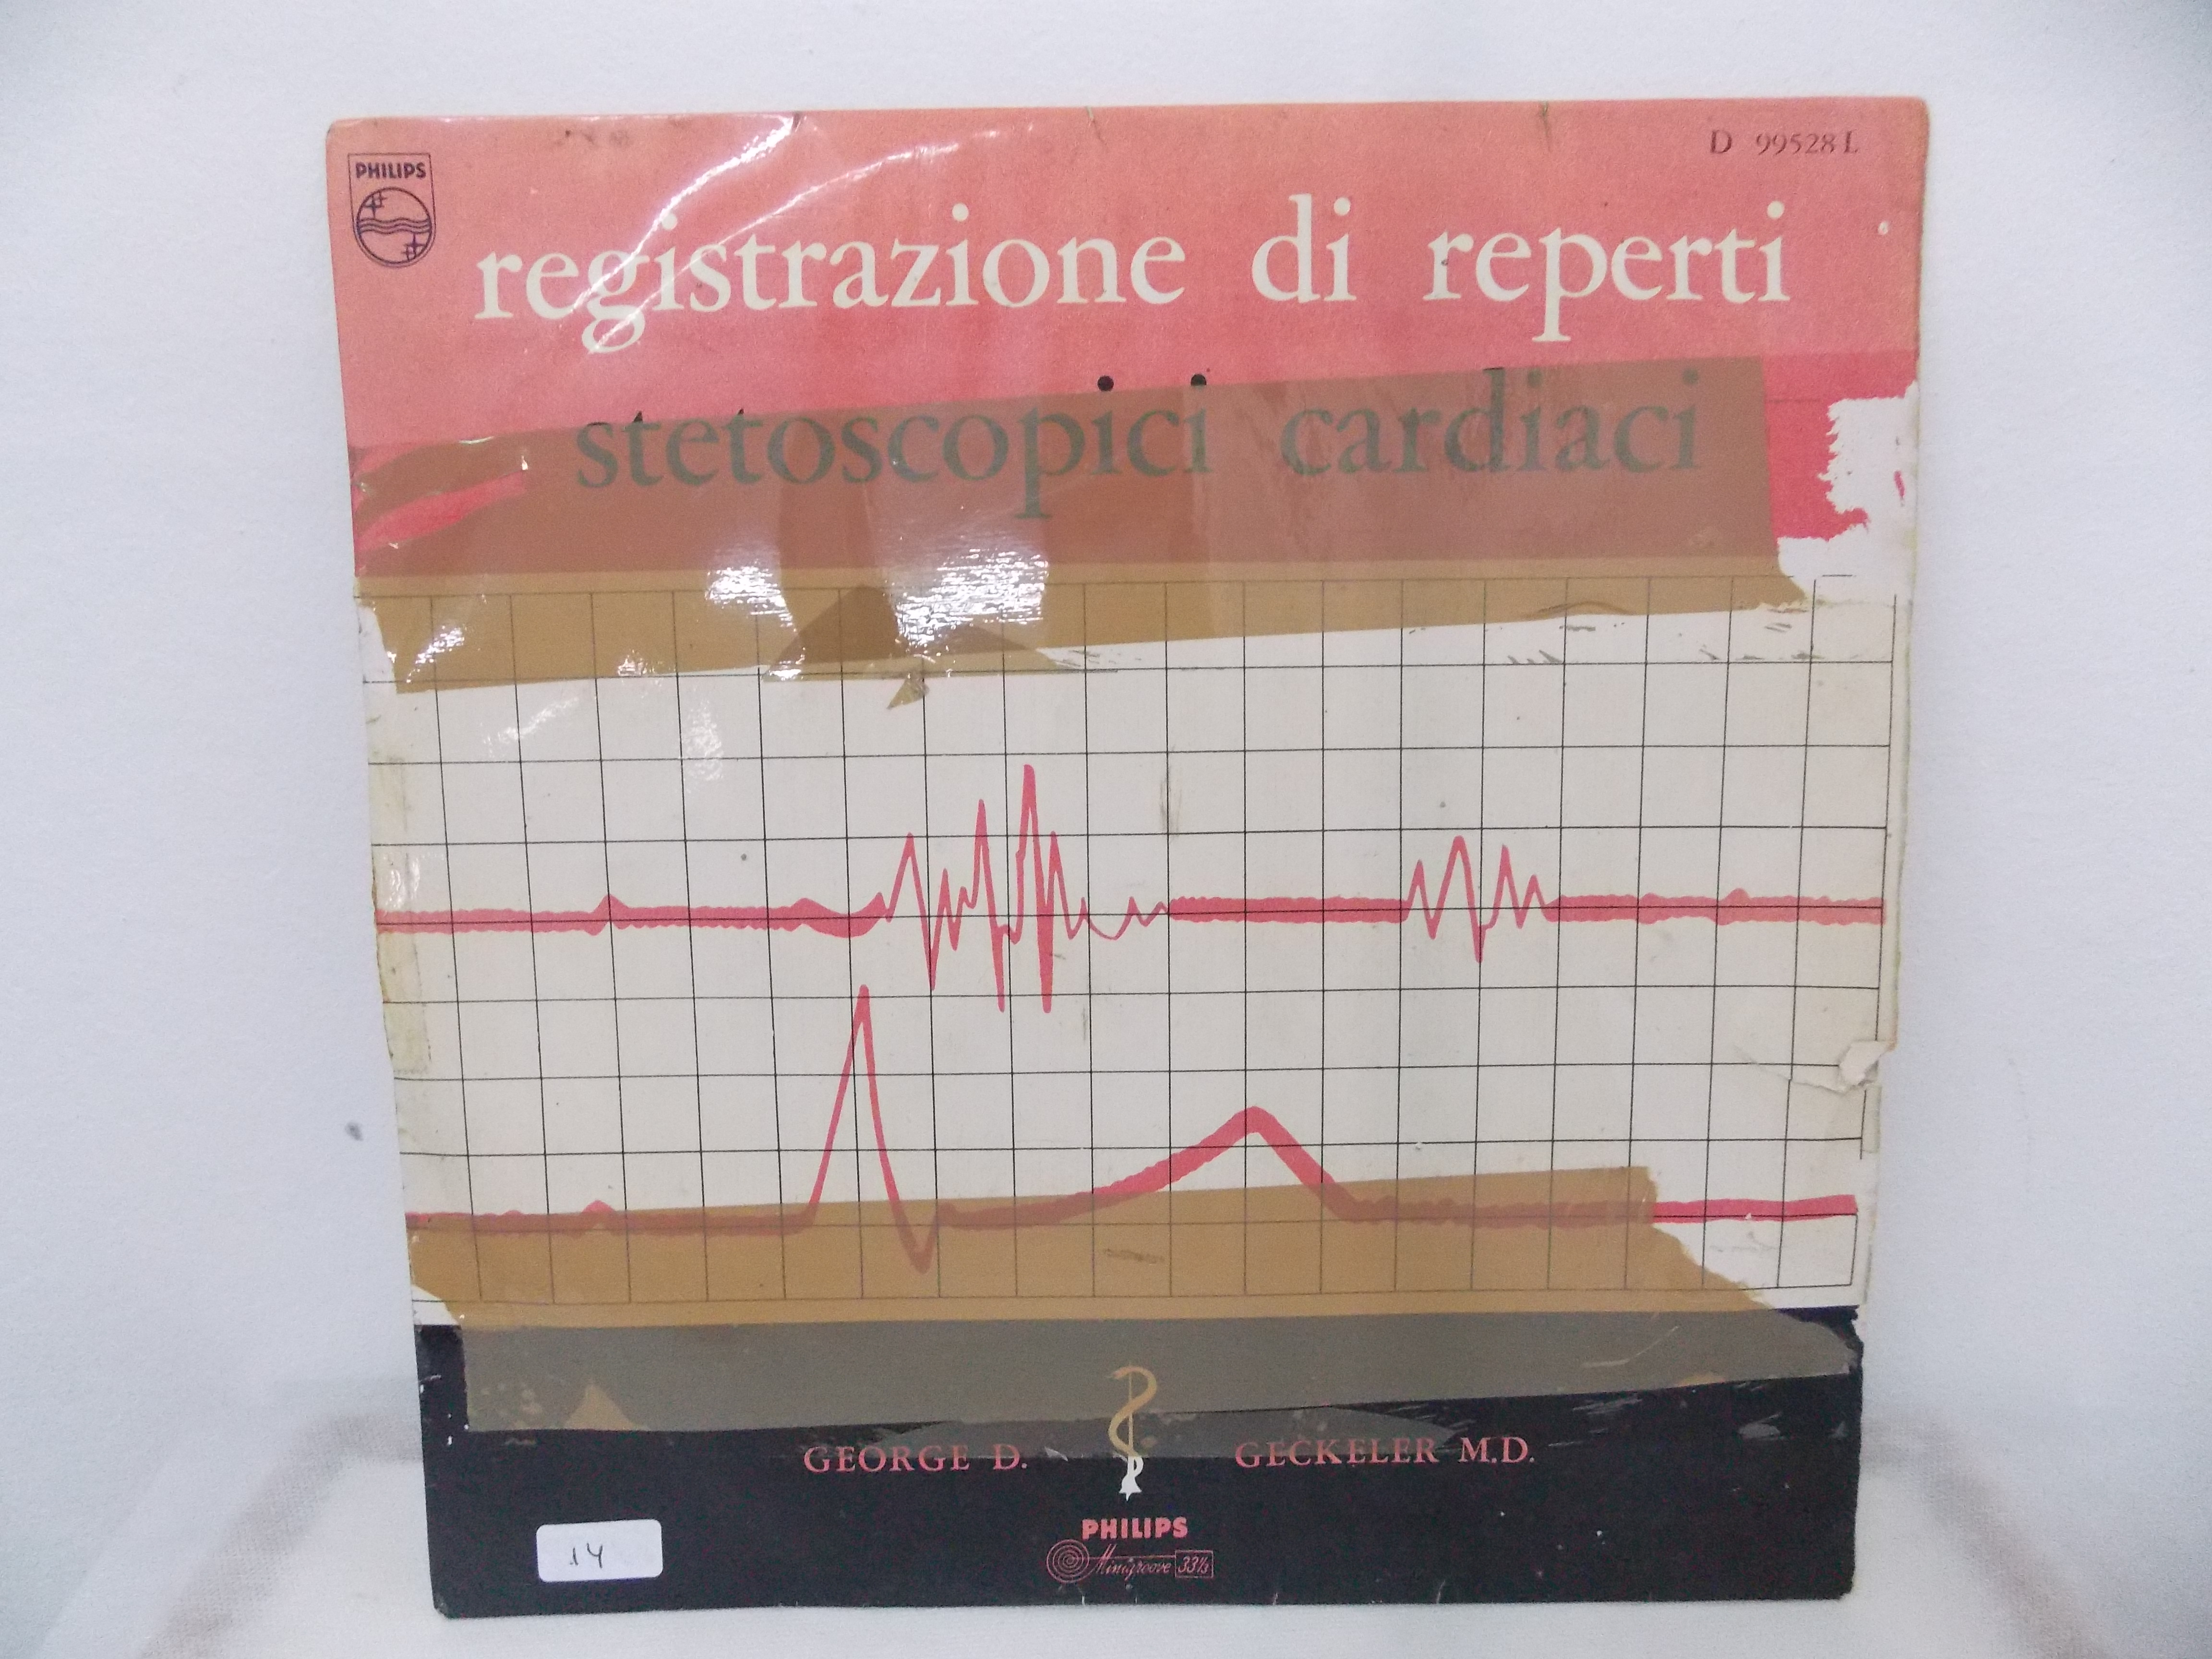 PHILIPS
D 99528 L
registrazione di reperti
stetoscopici cardiaci
GEORGE D. GECKELER M.D.
PHILIPS
Minigroove 33⅓
14